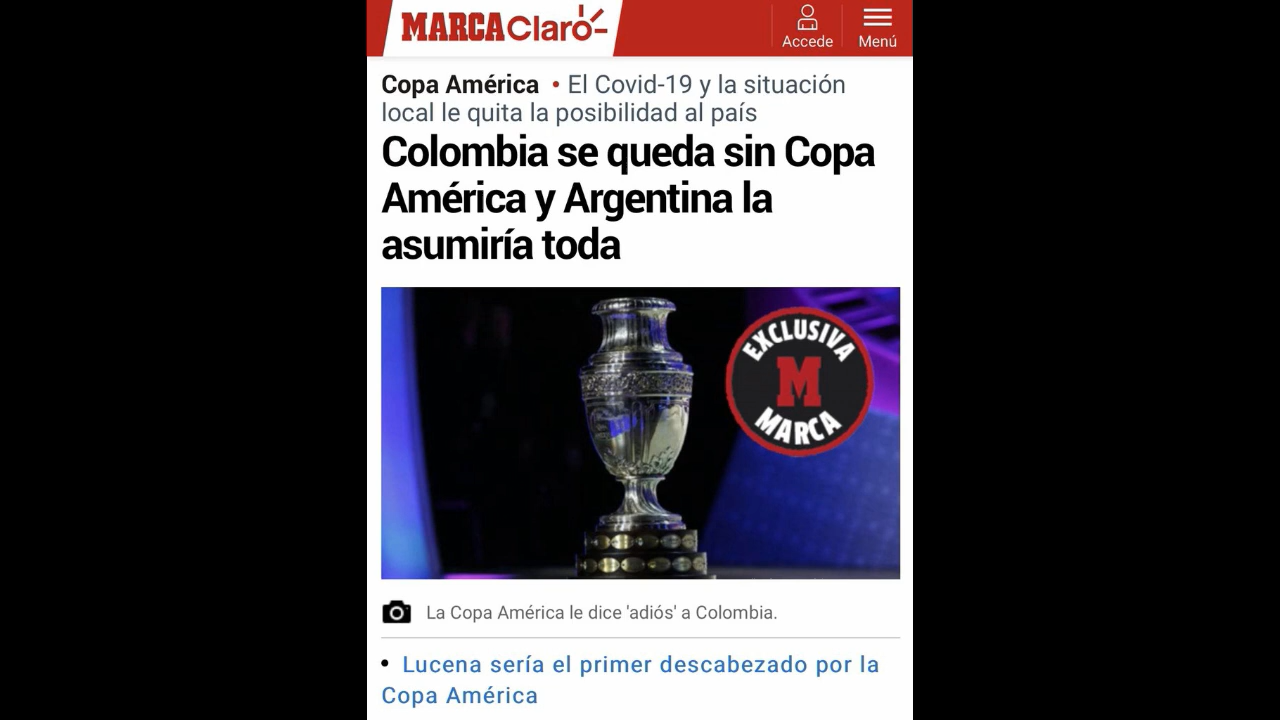 MARCA Claro
Accede
Menú
Copa América • El Covid-19 y la situación
local le quita la posibilidad al país
Colombia se queda sin Copa
América y Argentina la
asumiría toda
EXCLUSIVA
M
MARCA
La Copa América le dice 'adiós' a Colombia.
• Lucena sería el primer descabezado por la
Copa América